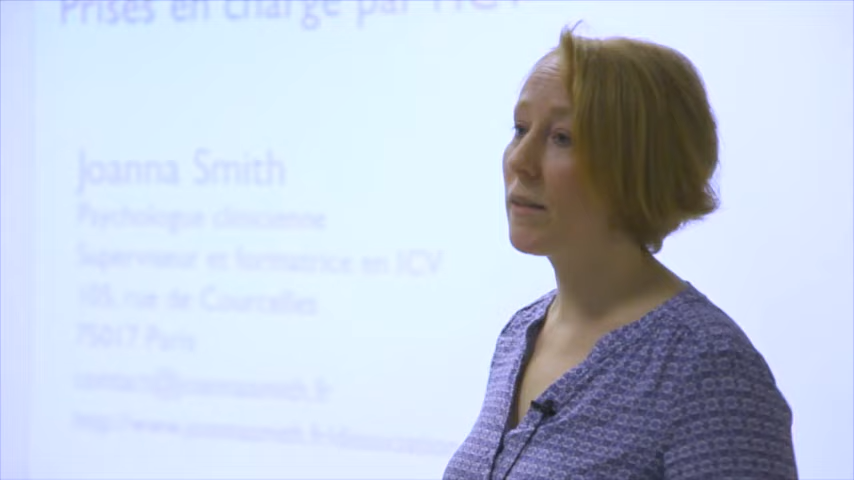 Prises en charge par l'ICV
Joanna Smith
Psychologue clinicienne
Superviseur et formatrice en ICV
105, rue de Courcelles
75017 Paris
contact@joannasmith.fr